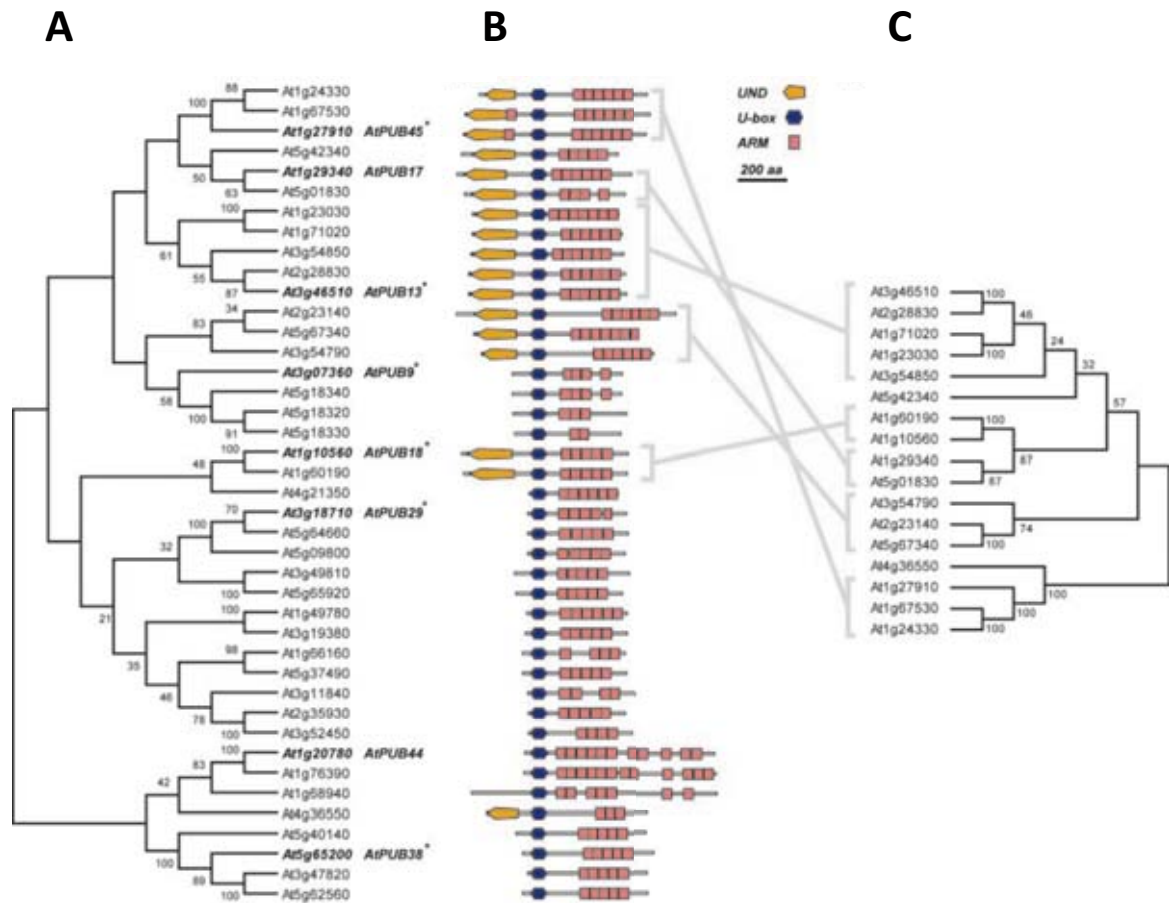 A B C
88
At1g24330
100
At1g67530
At1g27910 AtPUB45*
At5g42340
50
At1g29340 AtPUB17
63
At5g01830
100
At1g23030
At1g71020
61
At3g54850
55
At2g28830
87
At3g46510 AtPUB13*
34
At2g23140
83
At5g67340
At3g54790
At3g07360 AtPUB9*
58
At5g18340
100
At5g18320
91
At5g18330
100
At1g10560 AtPUB18*
48
At1g60190
At4g21350
70
At3g18710 AtPUB29*
100
At5g64660
32
At5g09800
At3g49810
100
At5g65920
21
100
At1g49780
At3g19380
35
98
At1g66160
At5g37490
46
At3g11840
78
At2g35930
100
At3g52450
100
At1g20780 AtPUB44
83
At1g76390
42
At1g68940
At4g36550
At5g40140
100
At5g65200 AtPUB38*
89
At3g47820
100
At5g62560
UND
U-box
ARM
200 aa
At3g46510
100
At2g28830
46
At1g71020
24
At1g23030
100
32
At3g54850
At5g42340
57
At1g60190
100
At1g10560
87
At1g29340
At5g01830
67
At3g54790
74
At2g23140
At5g67340
100
At4g36550
100
At1g27910
100
At1g67530
At1g24330
100